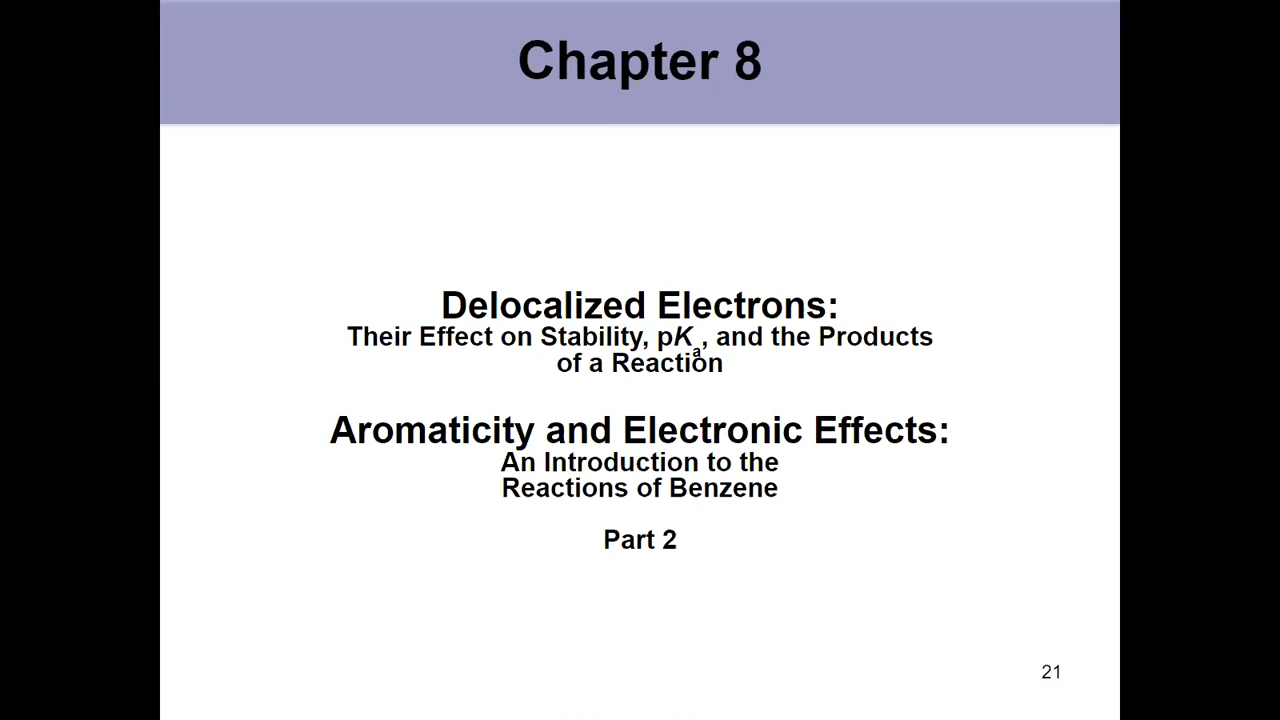 Chapter 8
Delocalized Electrons:
Their Effect on Stability, pKa, and the Products
of a Reaction
Aromaticity and Electronic Effects:
An Introduction to the
Reactions of Benzene
Part 2
21